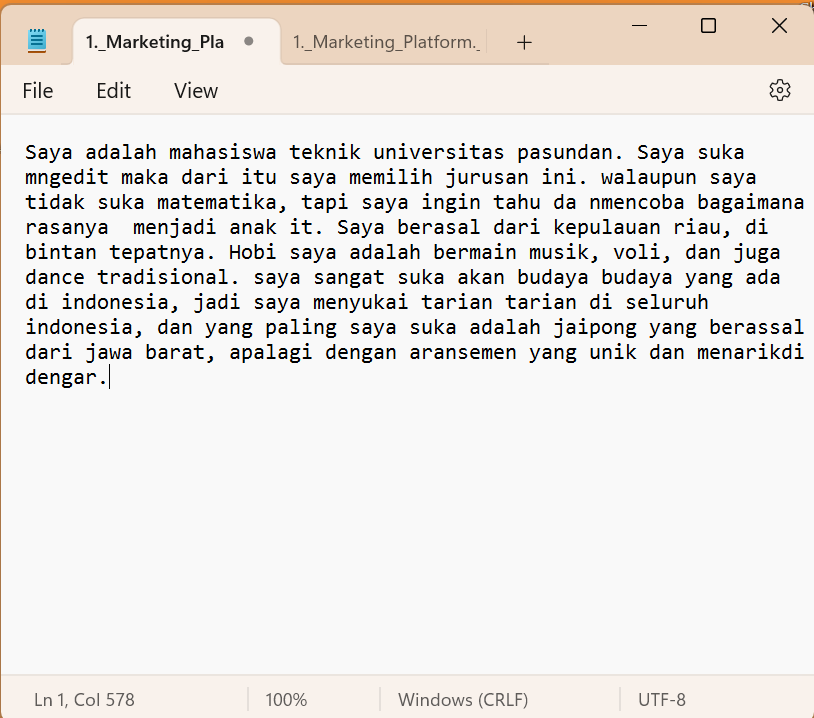 1._Marketing_Pla
1._Marketing_Platform._
File Edit View
Saya adalah mahasiswa teknik universitas pasundan. Saya suka
mngedit maka dari itu saya memilih jurusan ini. walaupun saya
tidak suka matematika, tapi saya ingin tahu da nmencoba bagaimana
rasanya  menjadi anak it. Saya berasal dari kepulauan riau, di
bintan tepatnya. Hobi saya adalah bermain musik, voli, dan juga
dance tradisional. saya sangat suka akan budaya budaya yang ada
di indonesia, jadi saya menyukai tarian tarian di seluruh
indonesia, dan yang paling saya suka adalah jaipong yang berassal
dari jawa barat, apalagi dengan aransemen yang unik dan menarikdi
dengar.
Ln 1, Col 578 100% Windows (CRLF) UTF-8